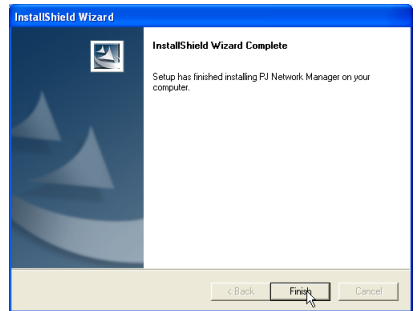 InstallShield Wizard
InstallShield Wizard Complete
Setup has finished installing PJ Network Manager on your
computer.
< Back
Finish
Cancel